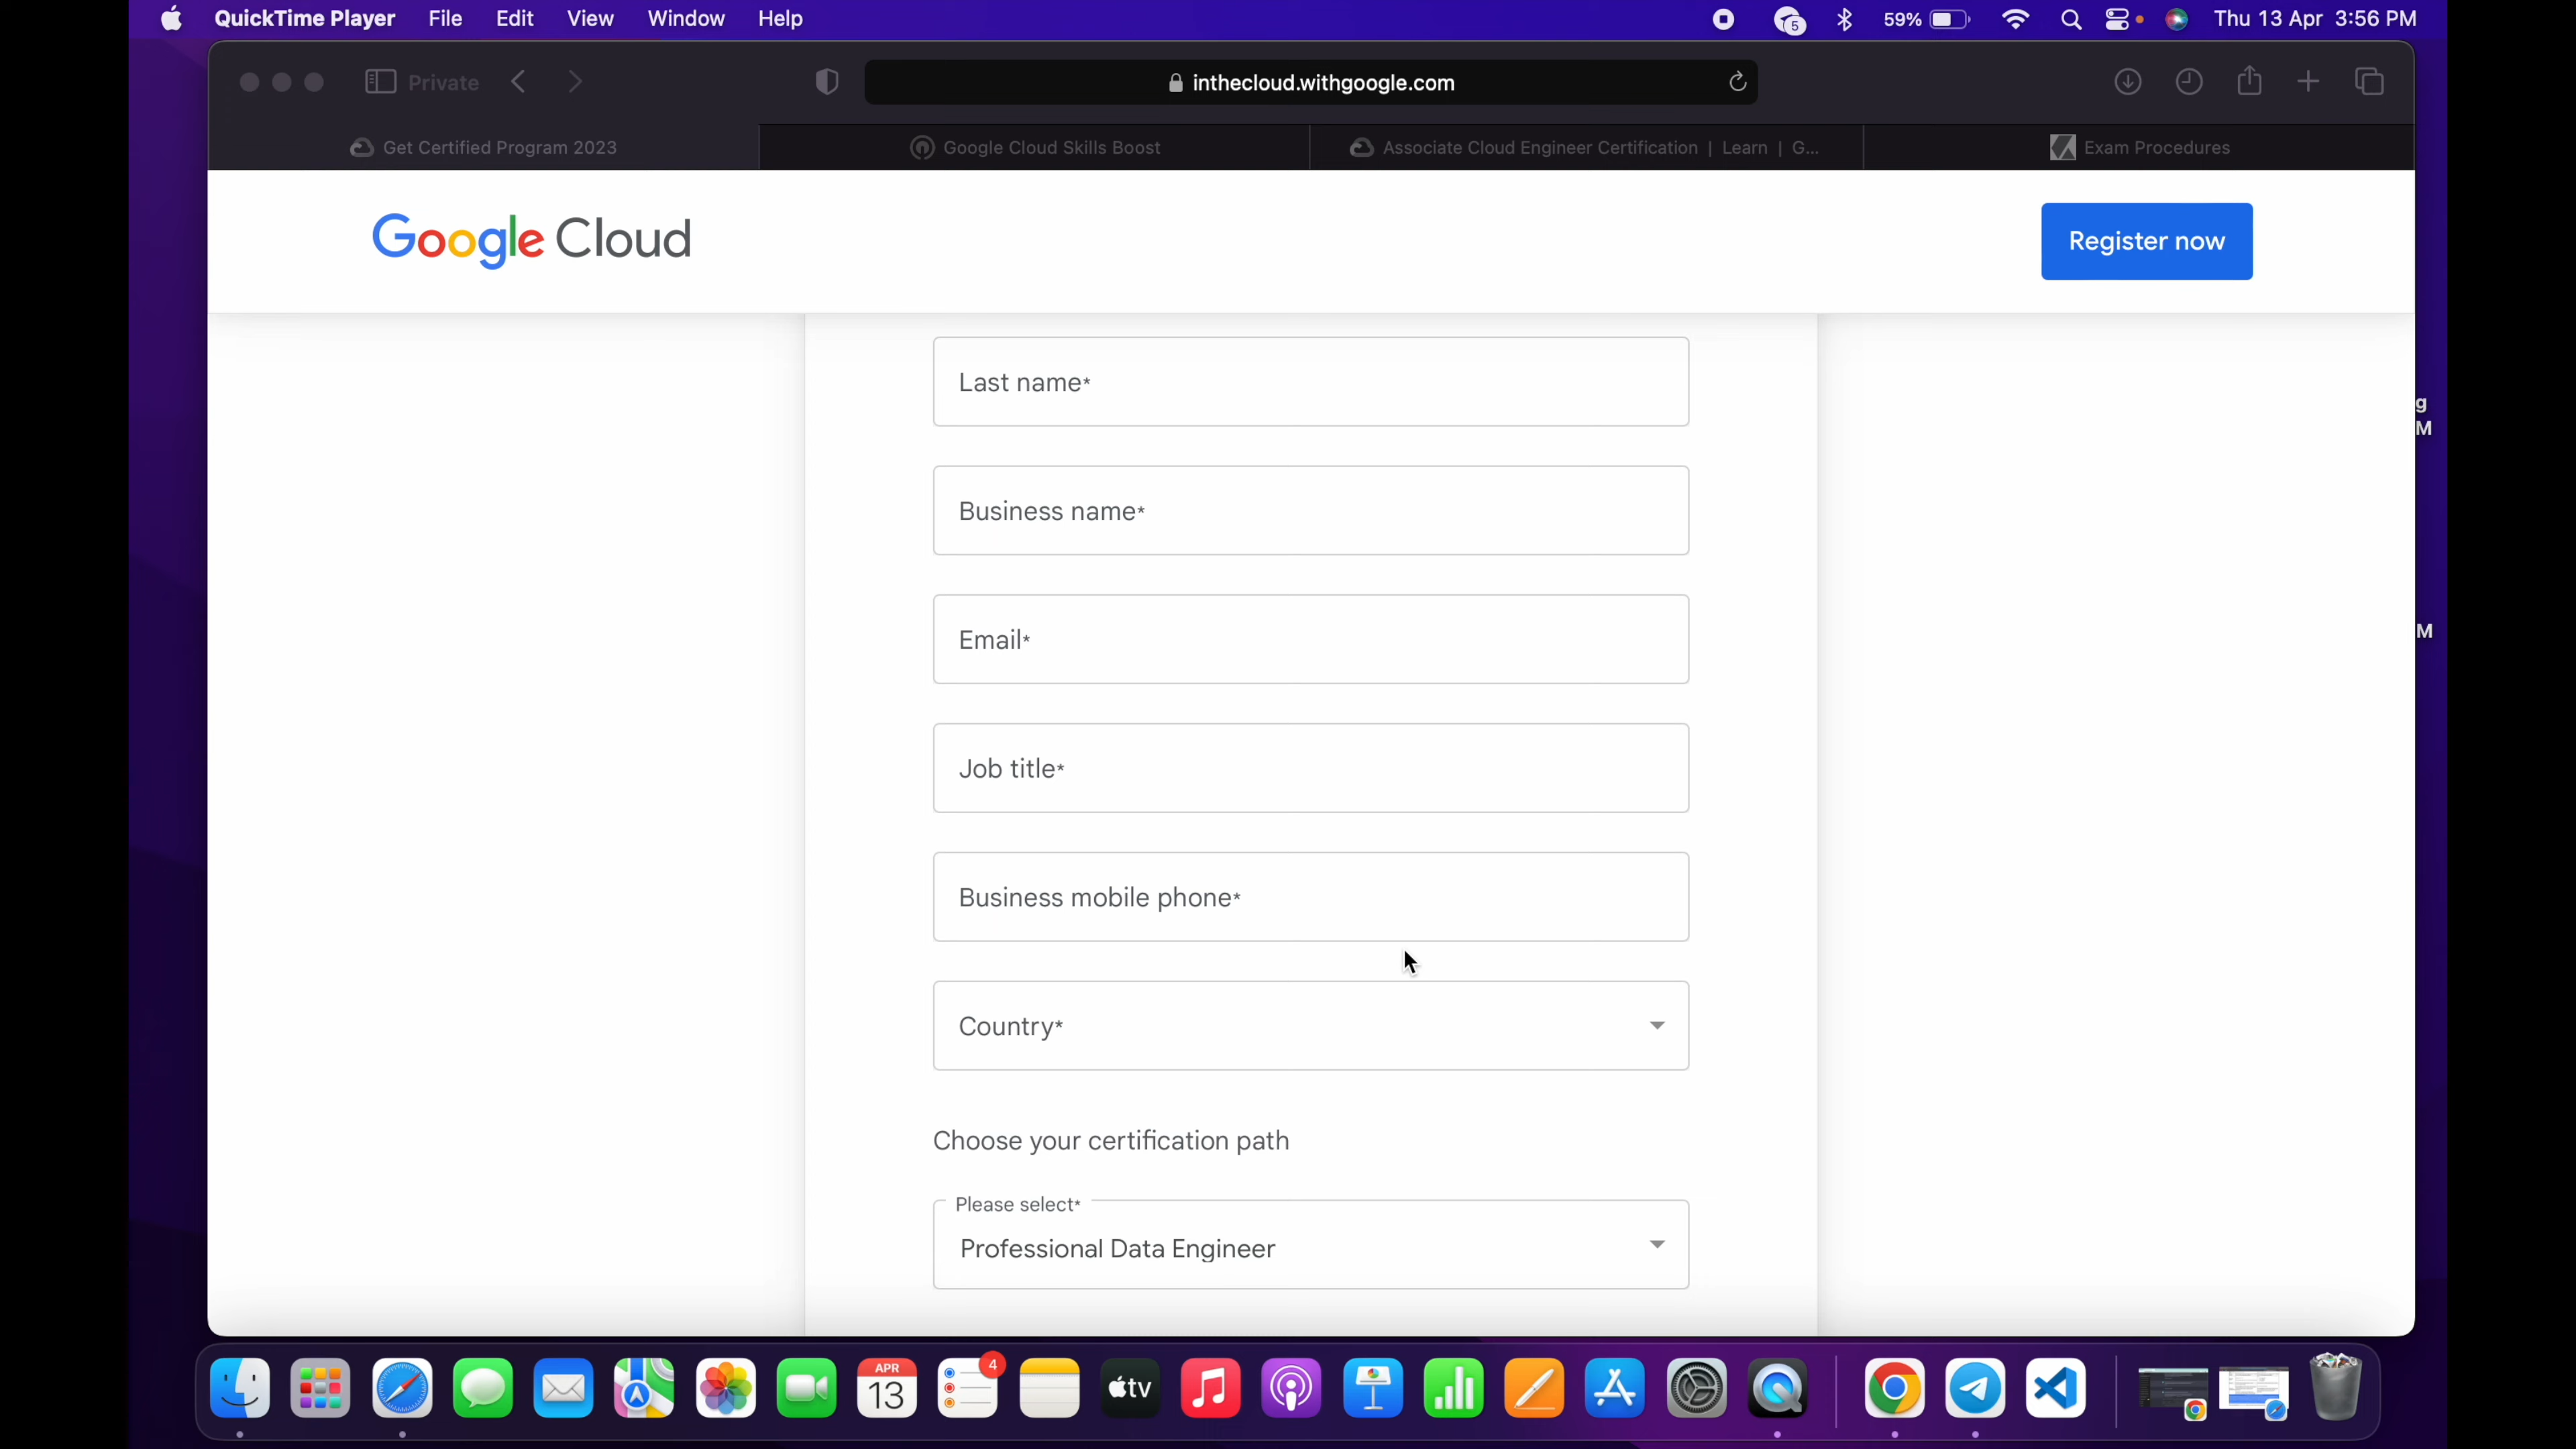 QuickTime Player File Edit View Window Help 5 59% Thu 13 Apr 3:56 PM
Private inthecloud.withgoogle.com
Get Certified Program 2023 Google Cloud Skills Boost Associate Cloud Engineer Certification | Learn | G... Exam Procedures
Google Cloud Register now
Last name*
g
M
Business name*
Email*
M
Job title*
Business mobile phone*
Country*
Choose your certification path
Please select*
Professional Data Engineer
APR
13
4
tv